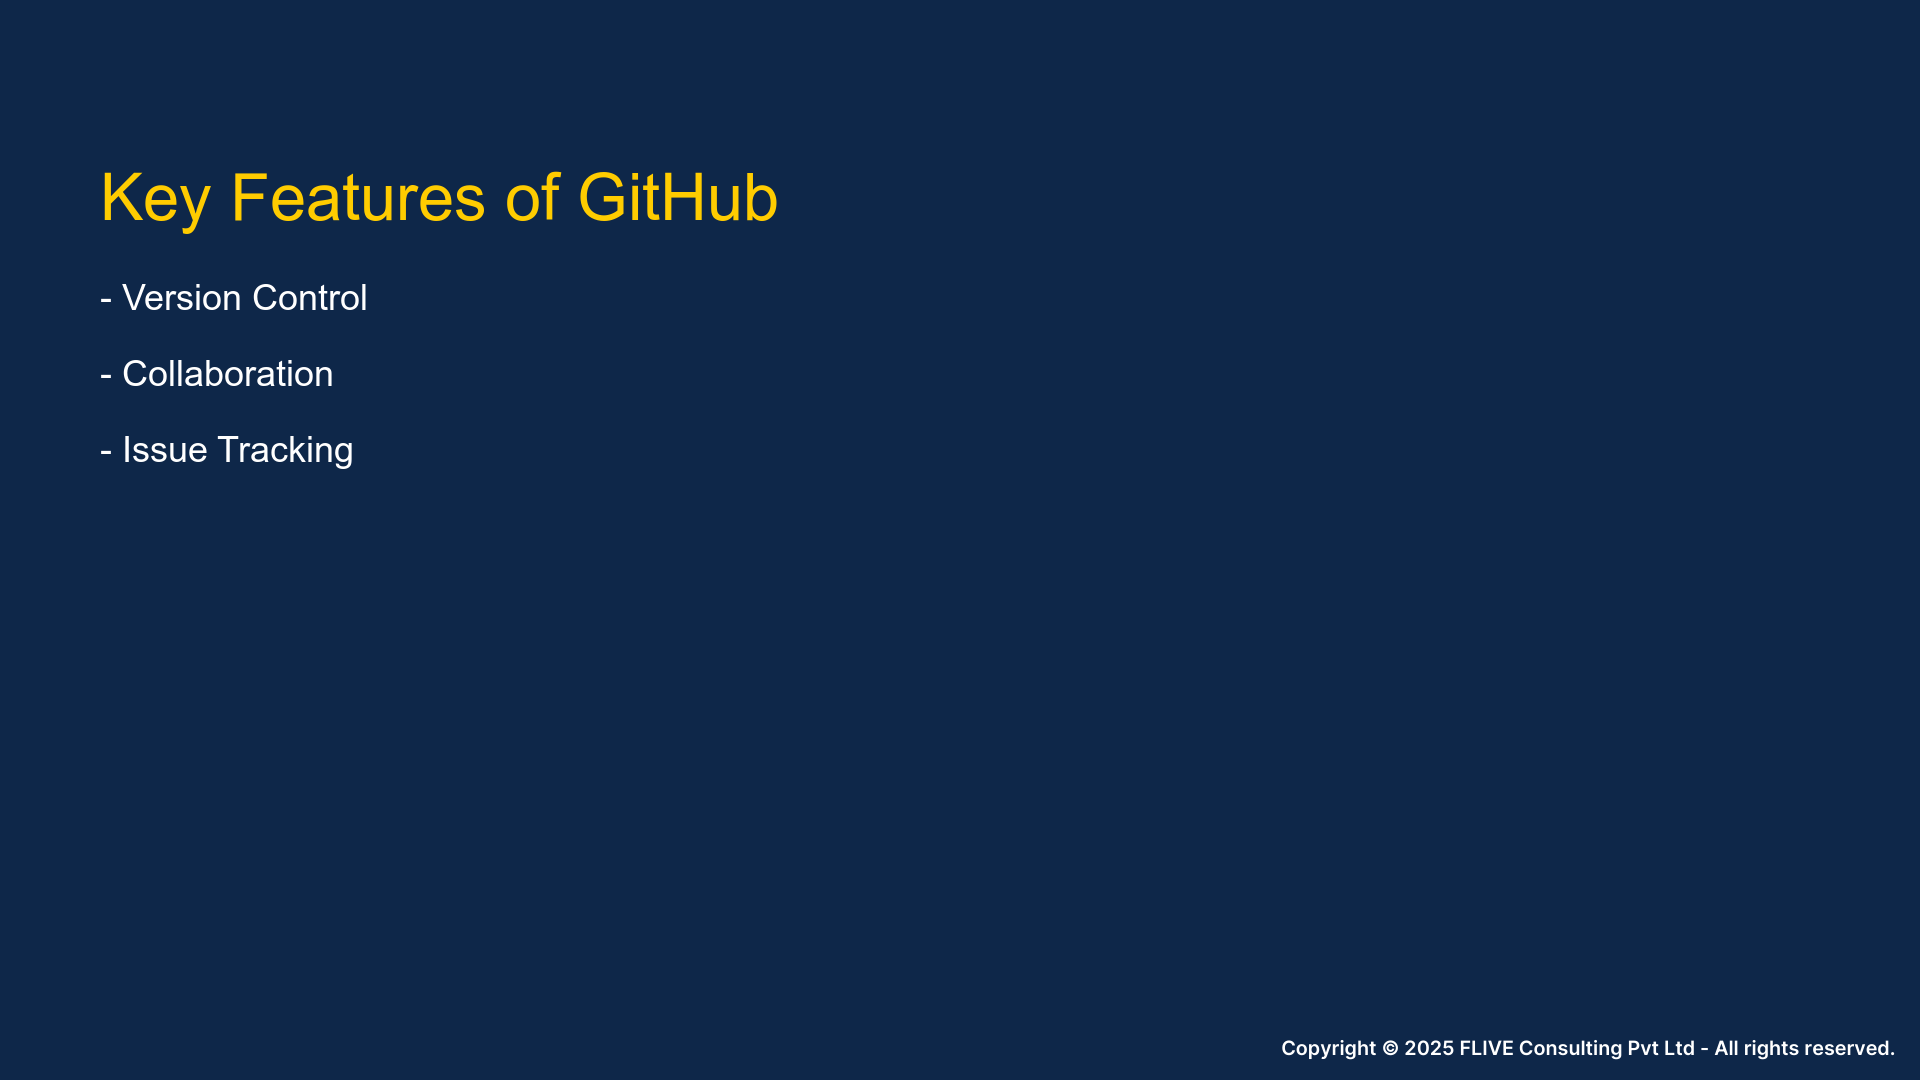 Key Features of GitHub
- Version Control
- Collaboration
- Issue Tracking
Copyright © 2025 FLIVE Consulting Pvt Ltd - All rights reserved.